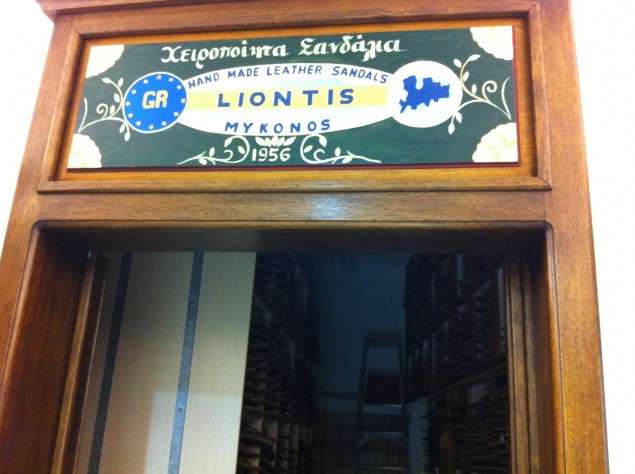 Χειροποίητα Σανδάλια
HAND MADE LEATHER SANDALS
GR
LIONTIS
MYKONOS
1956